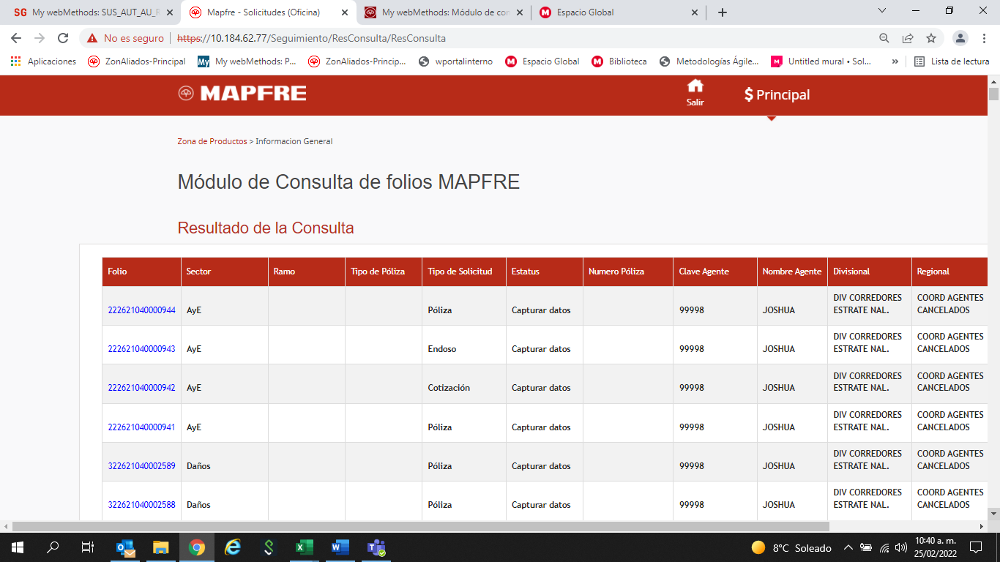 SG My webMethods: SUS_AUT_AU_R
Mapfre - Solicitudes (Oficina)
My webMethods: Módulo de con
Espacio Global
No es seguro https://10.184.62.77/Seguimiento/ResConsulta/ResConsulta
Aplicaciones
ZonAliados-Principal
My webMethods: P...
ZonAliados-Princip...
wportalinterno
Espacio Global
Biblioteca
Metodologías Ágile...
Untitled mural • Sol...
»
Lista de lectura
MAPFRE
Salir
$ Principal
Zona de Productos > Informacion General
Módulo de Consulta de folios MAPFRE
Resultado de la Consulta
Folio Sector Ramo Tipo de Póliza Tipo de Solicitud Estatus Numero Póliza Clave Agente Nombre Agente Divisional Regional
222621040000944 AyE Póliza Capturar datos 99998 JOSHUA DIV CORREDORES ESTRATE NAL. COORD AGENTES CANCELADOS
222621040000943 AyE Endoso Capturar datos 99998 JOSHUA DIV CORREDORES ESTRATE NAL. COORD AGENTES CANCELADOS
222621040000942 AyE Cotización Capturar datos 99998 JOSHUA DIV CORREDORES ESTRATE NAL. COORD AGENTES CANCELADOS
222621040000941 AyE Póliza Capturar datos 99998 JOSHUA DIV CORREDORES ESTRATE NAL. COORD AGENTES CANCELADOS
322621040002589 Daños Póliza Capturar datos 99998 JOSHUA DIV CORREDORES ESTRATE NAL. COORD AGENTES CANCELADOS
322621040002588 Daños Póliza Capturar datos 99998 JOSHUA DIV CORREDORES ESTRATE NAL. COORD AGENTES CANCELADOS
8°C Soleado
10:40 a. m.
25/02/2022